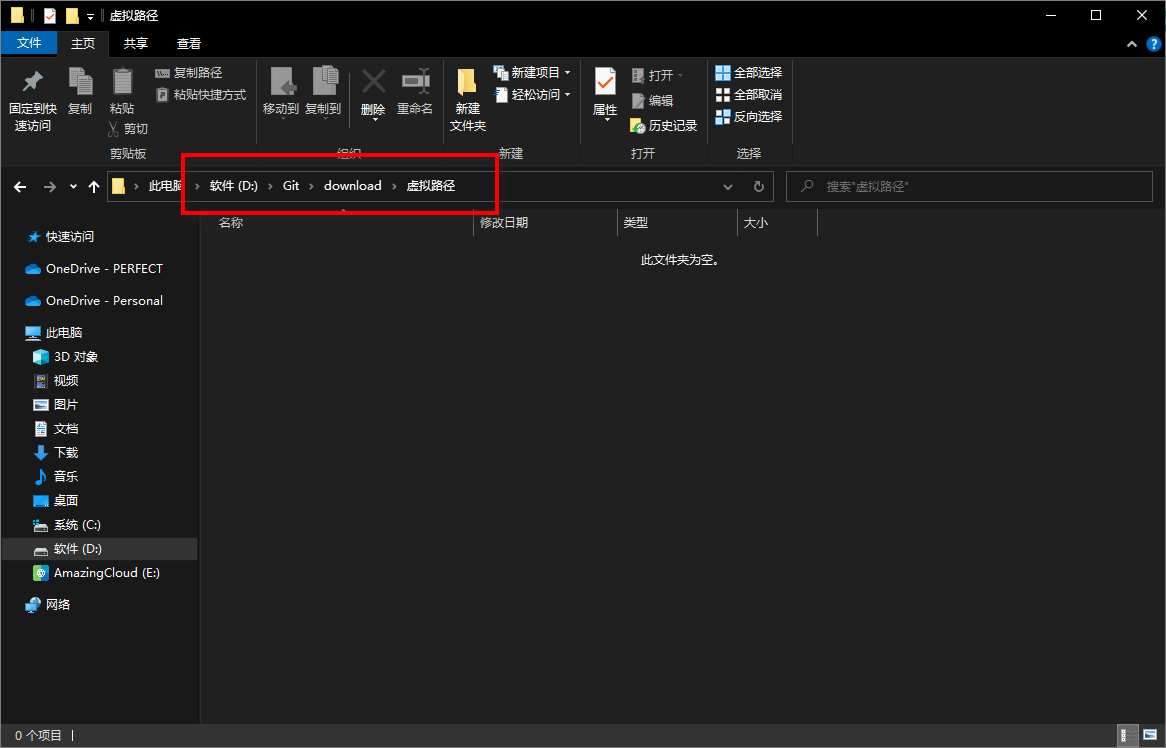 虚拟路径
文件 主页 共享 查看
固定到快速访问
复制
粘贴
复制路径
粘贴快捷方式
剪切
剪贴板
移动到
复制到
删除
重命名
组织
新建文件夹
新建项目
轻松访问
新建
属性
打开
编辑
历史记录
打开
全部选择
全部取消
反向选择
选择
此电脑 › 软件 (D:) › Git › download › 虚拟路径
搜索"虚拟路径"
名称 修改日期 类型 大小
此文件夹为空。
快速访问
OneDrive - PERFECT
OneDrive - Personal
此电脑
3D 对象
视频
图片
文档
下载
音乐
桌面
系统 (C:)
软件 (D:)
AmazingCloud (E:)
网络
0 个项目